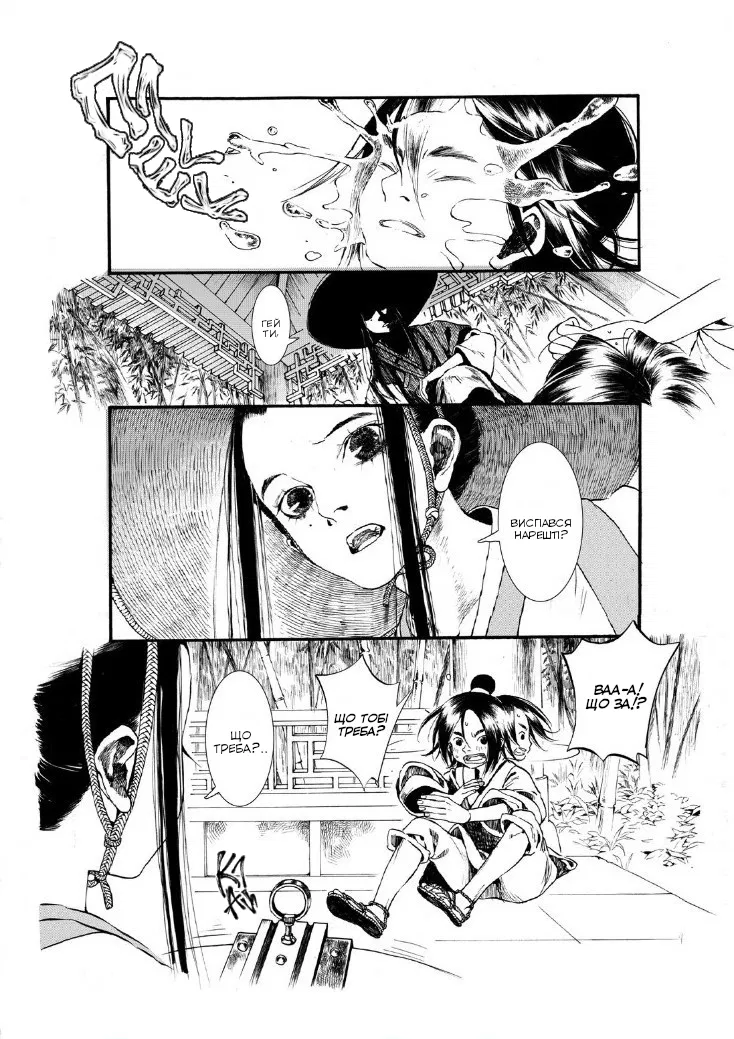 ГЕЙ
ТИ,
ВИСПАВСЯ
НАРЕШТІ?
ВАА-А!
ЩО ЗА!?
ЩО ТОБІ
ТРЕБА?
ЩО
ТРЕБА?..